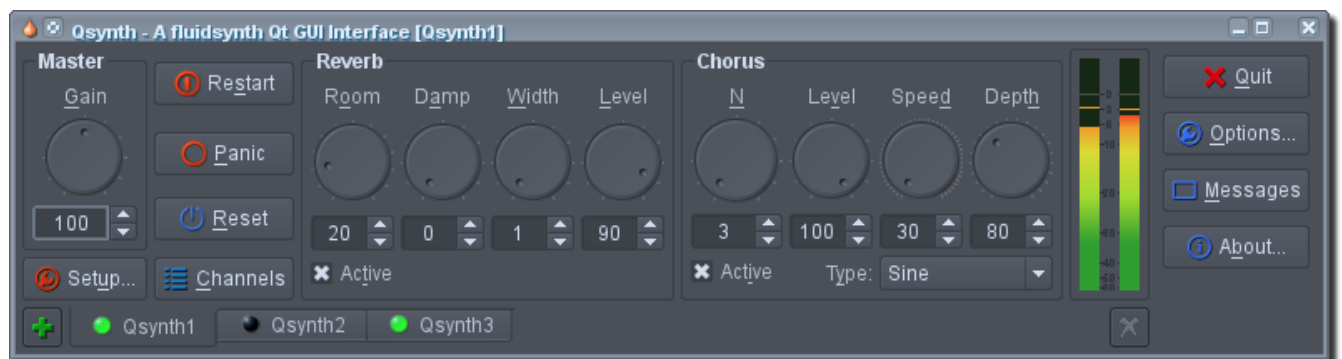 Qsynth - A fluidsynth Qt GUI Interface [Qsynth1]
Master
Gain
100
Restart
Panic
Reset
Setup...
Channels
Reverb
Room Damp Width Level
20 0 1 90
Active
Chorus
N Level Speed Depth
3 100 30 80
Active Type: Sine
-10
-20
Quit
Options...
Messages
About...
Qsynth1 Qsynth2 Qsynth3